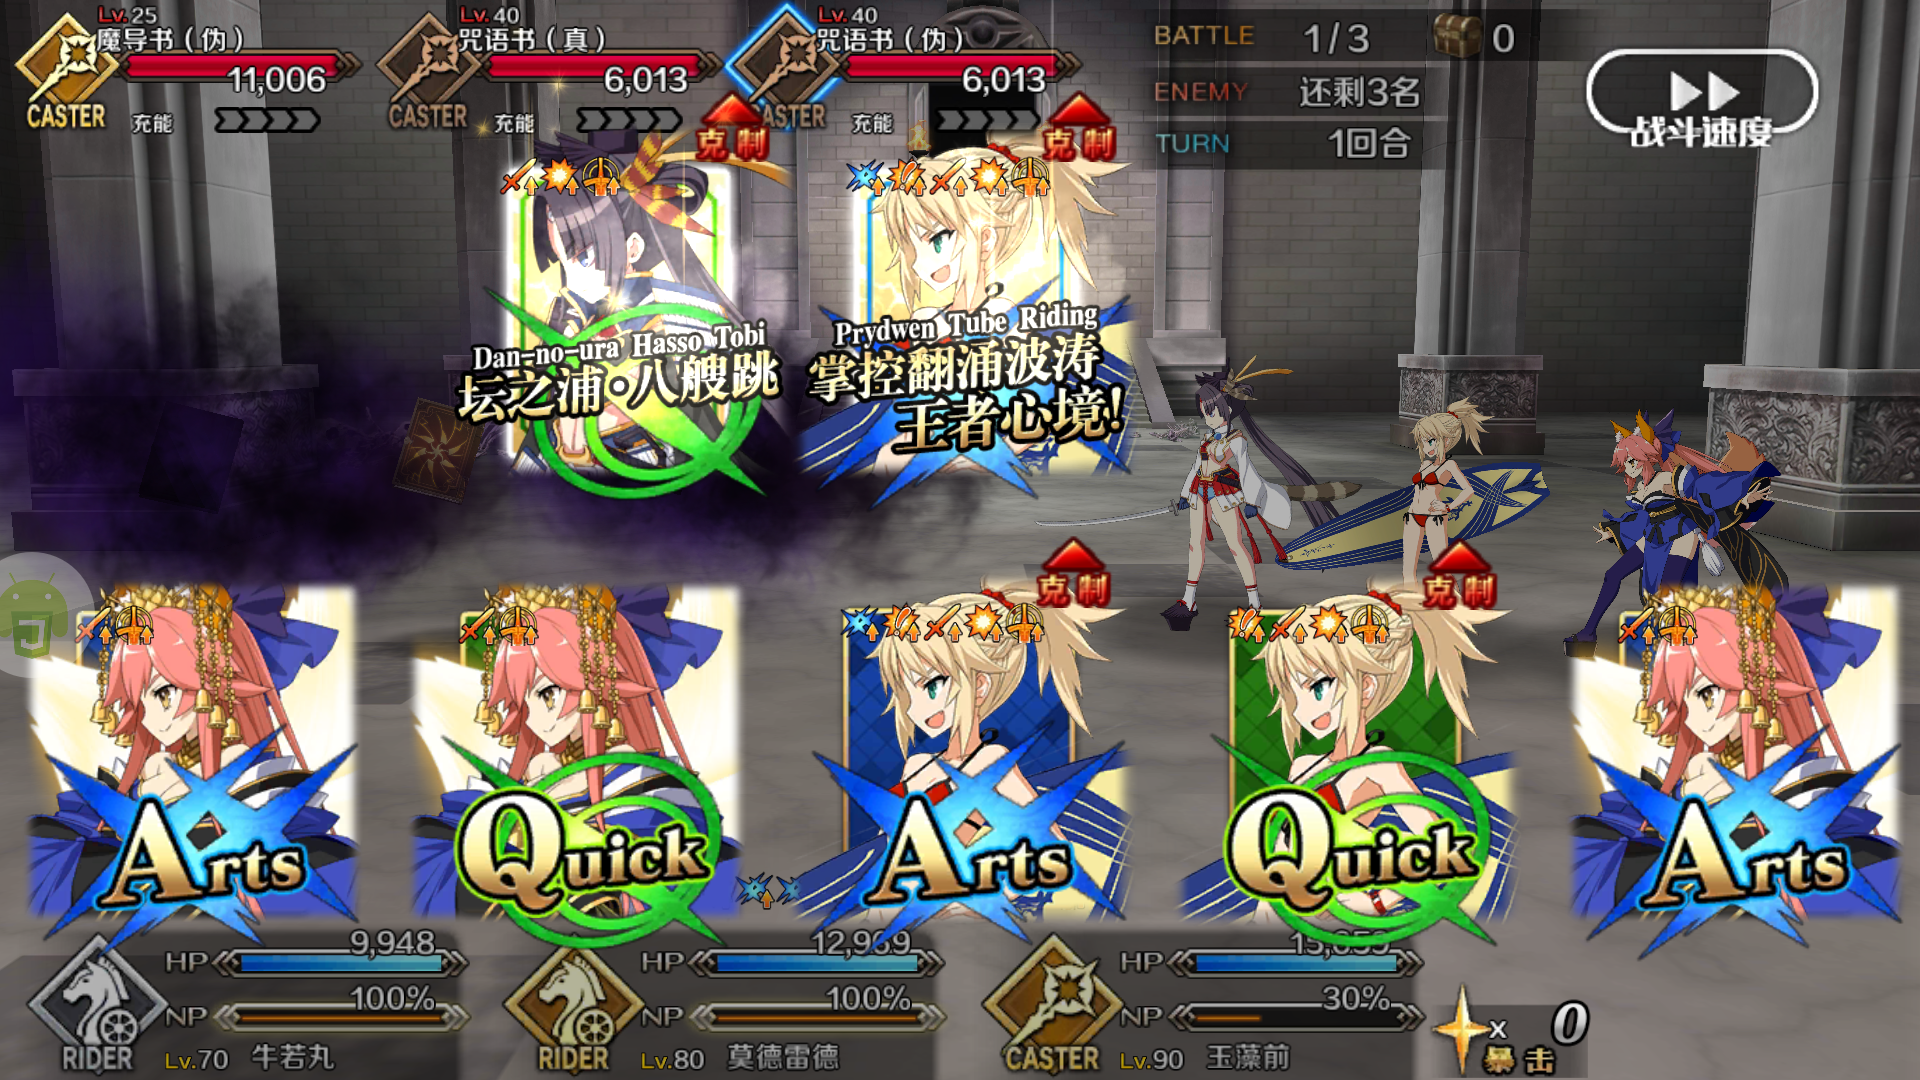 Lv.25
魔导书（伪）
11,006
CASTER
充能
Lv.40
咒语书（真）
6,013
CASTER
充能
克制
Lv.40
咒语书（伪）
6,013
CASTER
充能
克制
BATTLE 1/3
0
ENEMY 还剩3名
TURN 1回合
战斗速度
Dan-no-ura Hasso Tobi
坛之浦·八艘跳
Prydwen Tube Riding
掌控翻涌波涛
王者心境!
克制
克制
Arts
Quick
Arts
Quick
Arts
HP 9,948
NP 100%
RIDER
Lv.70 牛若丸
HP 12,969
NP 100%
RIDER
Lv.80 莫德雷德
HP
NP 30%
CASTER
Lv.90 玉藻前
x 0
暴击